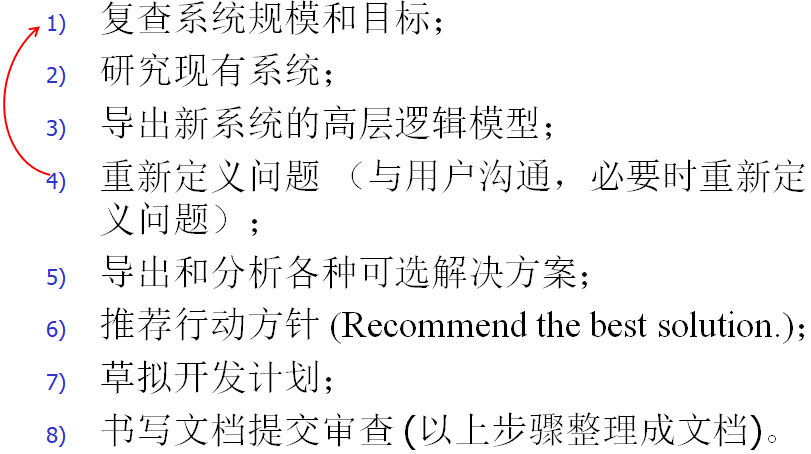 1) 复查系统规模和目标；
2) 研究现有系统；
3) 导出新系统的高层逻辑模型；
4) 重新定义问题 （与用户沟通，必要时重新定
义问题）；
5) 导出和分析各种可选解决方案；
6) 推荐行动方针 (Recommend the best solution.)；
7) 草拟开发计划；
8) 书写文档提交审查 (以上步骤整理成文档)。